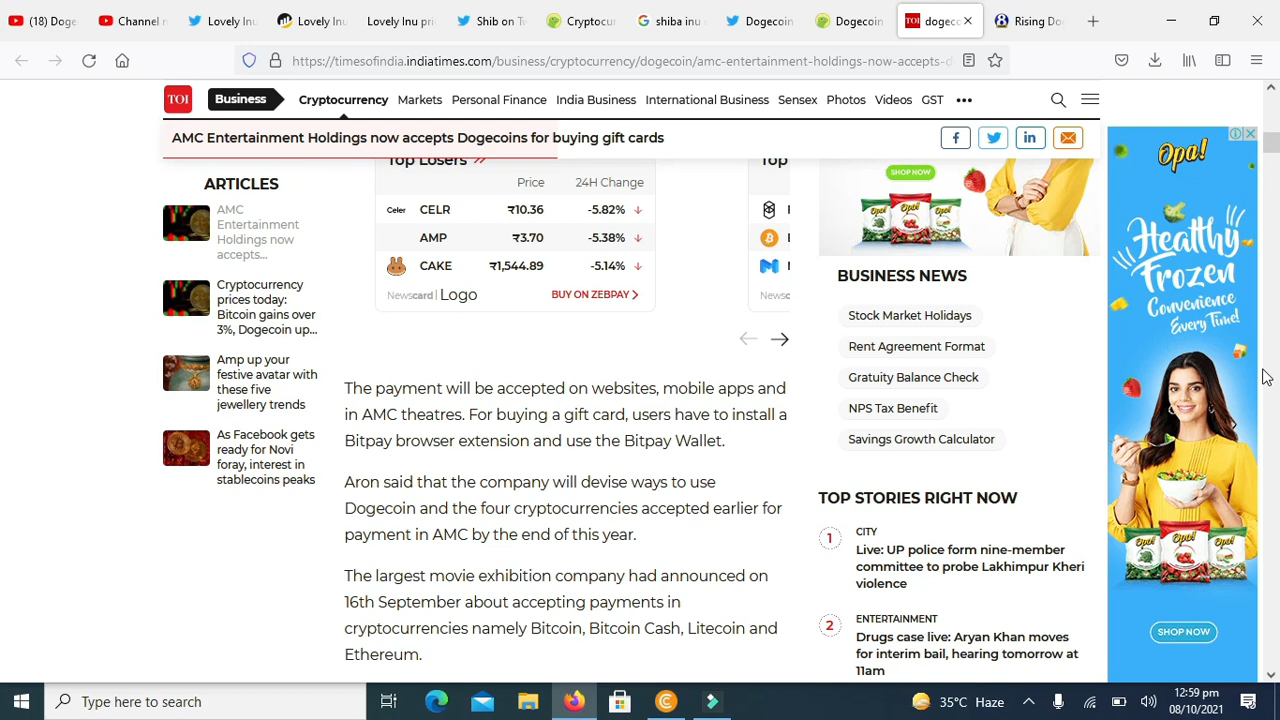 (18) Doge
Channel
Lovely Inu
Lovely Inu
Lovely Inu pri
Shib on Tw
Cryptocur
shiba inu
Dogecoin
Dogecoin
TOI
dogeco
Rising Do
https://timesofindia.indiatimes.com/business/cryptocurrency/dogecoin/amc-entertainment-holdings-now-accepts-d
TOI
Business
Cryptocurrency
Markets
Personal Finance
India Business
International Business
Sensex
Photos
Videos
GST
AMC Entertainment Holdings now accepts Dogecoins for buying gift cards
ARTICLES
AMC
Entertainment
Holdings now
accepts...
Cryptocurrency
prices today:
Bitcoin gains over
3%, Dogecoin up...
Amp up your
festive avatar with
these five
jewellery trends
As Facebook gets
ready for Novi
foray, interest in
stablecoins peaks
Top Losers
Price 24H Change
Celer CELR ₹10.36 -5.82%
AMP ₹3.70 -5.38%
CAKE ₹1,544.89 -5.14%
Newscard | Logo
BUY ON ZEBPAY
Top
Newsc
The payment will be accepted on websites, mobile apps and
in AMC theatres. For buying a gift card, users have to install a
Bitpay browser extension and use the Bitpay Wallet.
Aron said that the company will devise ways to use
Dogecoin and the four cryptocurrencies accepted earlier for
payment in AMC by the end of this year.
The largest movie exhibition company had announced on
16th September about accepting payments in
cryptocurrencies namely Bitcoin, Bitcoin Cash, Litecoin and
Ethereum.
SHOP NOW
BUSINESS NEWS
Stock Market Holidays
Rent Agreement Format
Gratuity Balance Check
NPS Tax Benefit
Savings Growth Calculator
TOP STORIES RIGHT NOW
1
CITY
Live: UP police form nine-member
committee to probe Lakhimpur Kheri
violence
2
ENTERTAINMENT
Drugs case live: Aryan Khan moves
for interim bail, hearing tomorrow at
11am
Opa!
Healthy
Frozen
Convenience
Every Time!
Opa!
Opa!
Opa!
SHOP NOW
Type here to search
35°C Haze
12:59 pm
08/10/2021